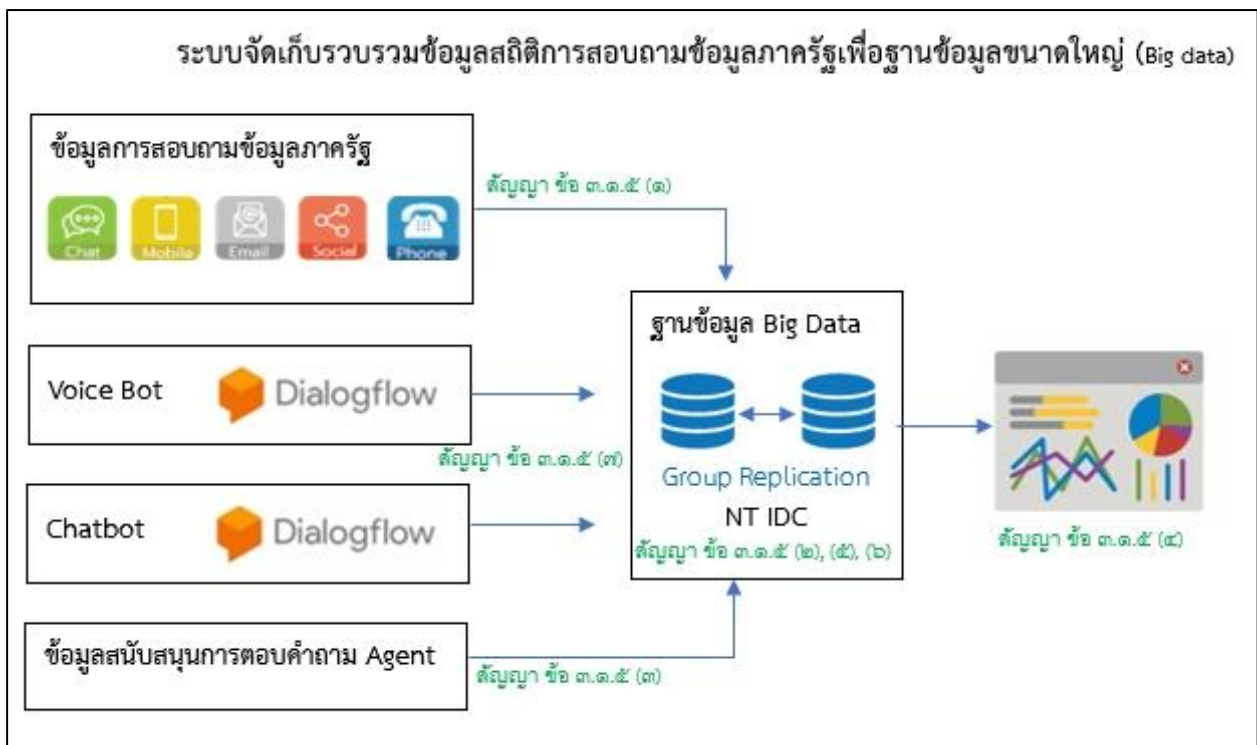 ระบบจัดเก็บรวบรวมข้อมูลสถิติการสอบถามข้อมูลภาครัฐเพื่อฐานข้อมูลขนาดใหญ่ (Big data)
ข้อมูลการสอบถามข้อมูลภาครัฐ
Chat
Mobile
Email
Social
Phone
สัญญา ข้อ ๓.๑.๕ (๑)
Voice Bot
Dialogflow
สัญญา ข้อ ๓.๑.๕ (๗)
Chatbot
Dialogflow
ข้อมูลสนับสนุนการตอบคำถาม Agent
สัญญา ข้อ ๓.๑.๕ (๓)
ฐานข้อมูล Big Data
Group Replication
NT IDC
สัญญา ข้อ ๓.๑.๕ (๒), (๕), (๖)
สัญญา ข้อ ๓.๑.๕ (๔)